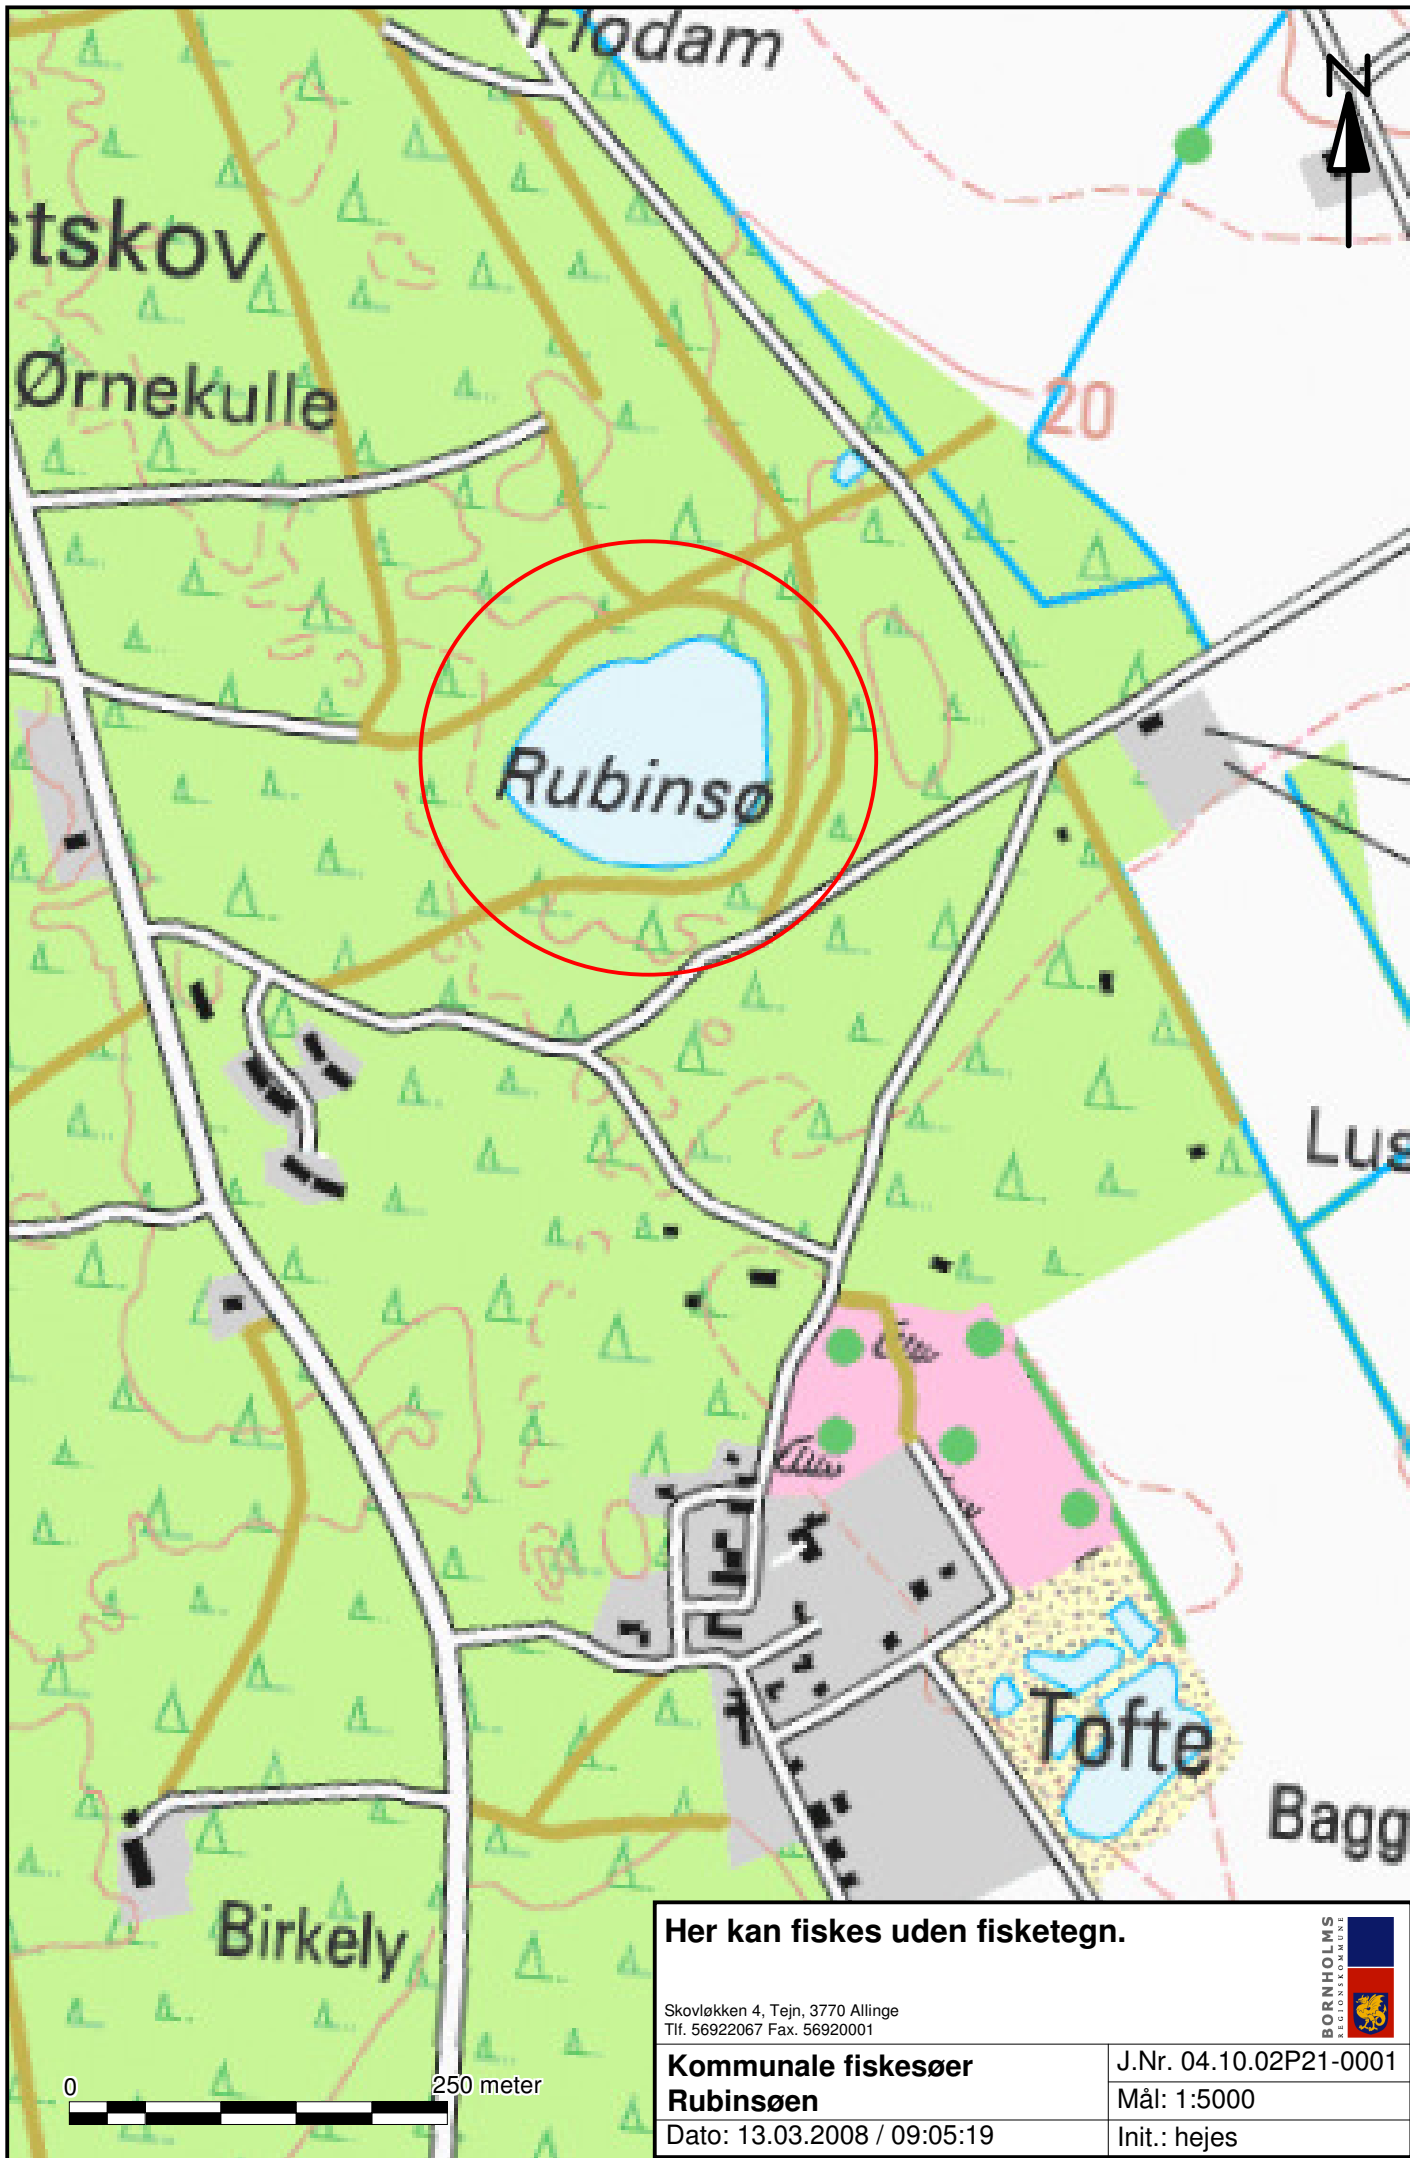 Flodam
N
stskov
Ørnekulle
20
Rubinsø
Lus
Tofte
Bagg
Birkely
0 250 meter
Her kan fiskes uden fisketegn.
Skovløkken 4, Tejn, 3770 Allinge
Tlf. 56922067 Fax. 56920001
BORNHOLMS
REGIONSKOMMUNE
Kommunale fiskesøer
Rubinsøen
J.Nr. 04.10.02P21-0001
Mål: 1:5000
Dato: 13.03.2008 / 09:05:19
Init.: hejes